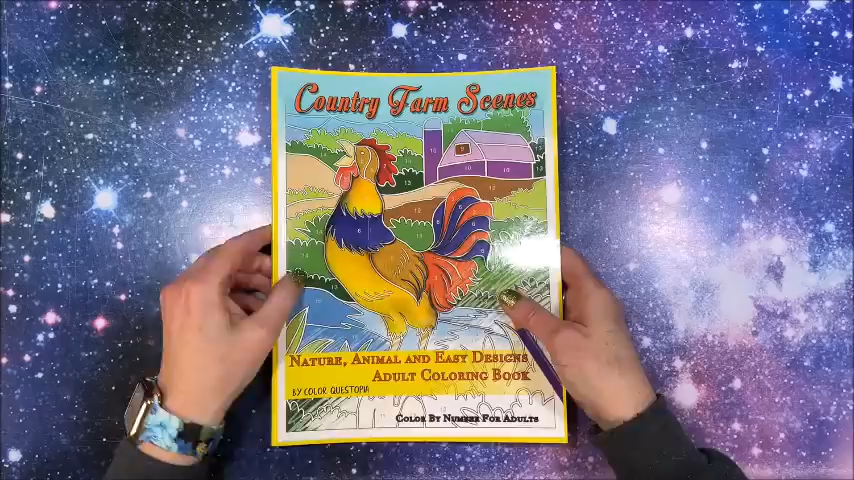 Country Farm Scenes
Nature, Animal and Easy Designs
Adult Coloring Book
by Color Questopia
Color By Number For Adults